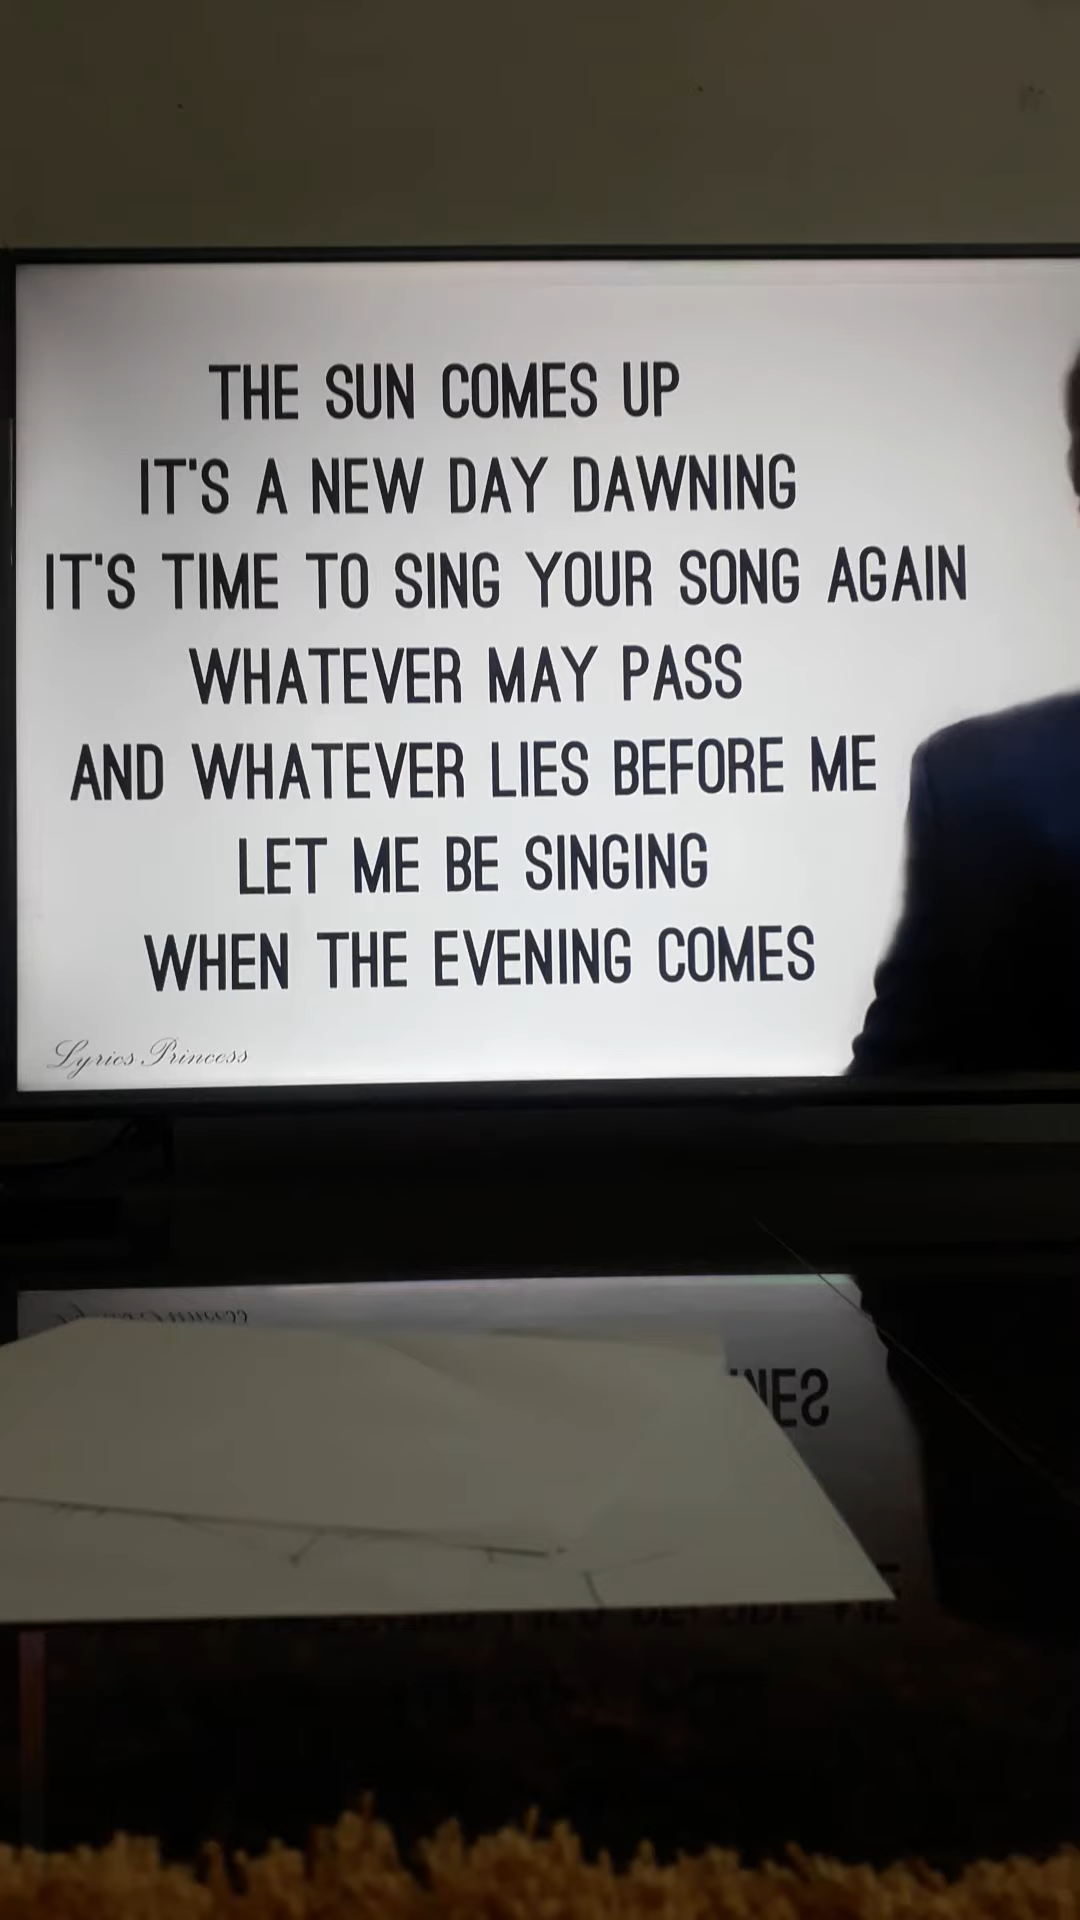 THE SUN COMES UP
IT'S A NEW DAY DAWNING
IT'S TIME TO SING YOUR SONG AGAIN
WHATEVER MAY PASS
AND WHATEVER LIES BEFORE ME
LET ME BE SINGING
WHEN THE EVENING COMES
Lyrics Princess